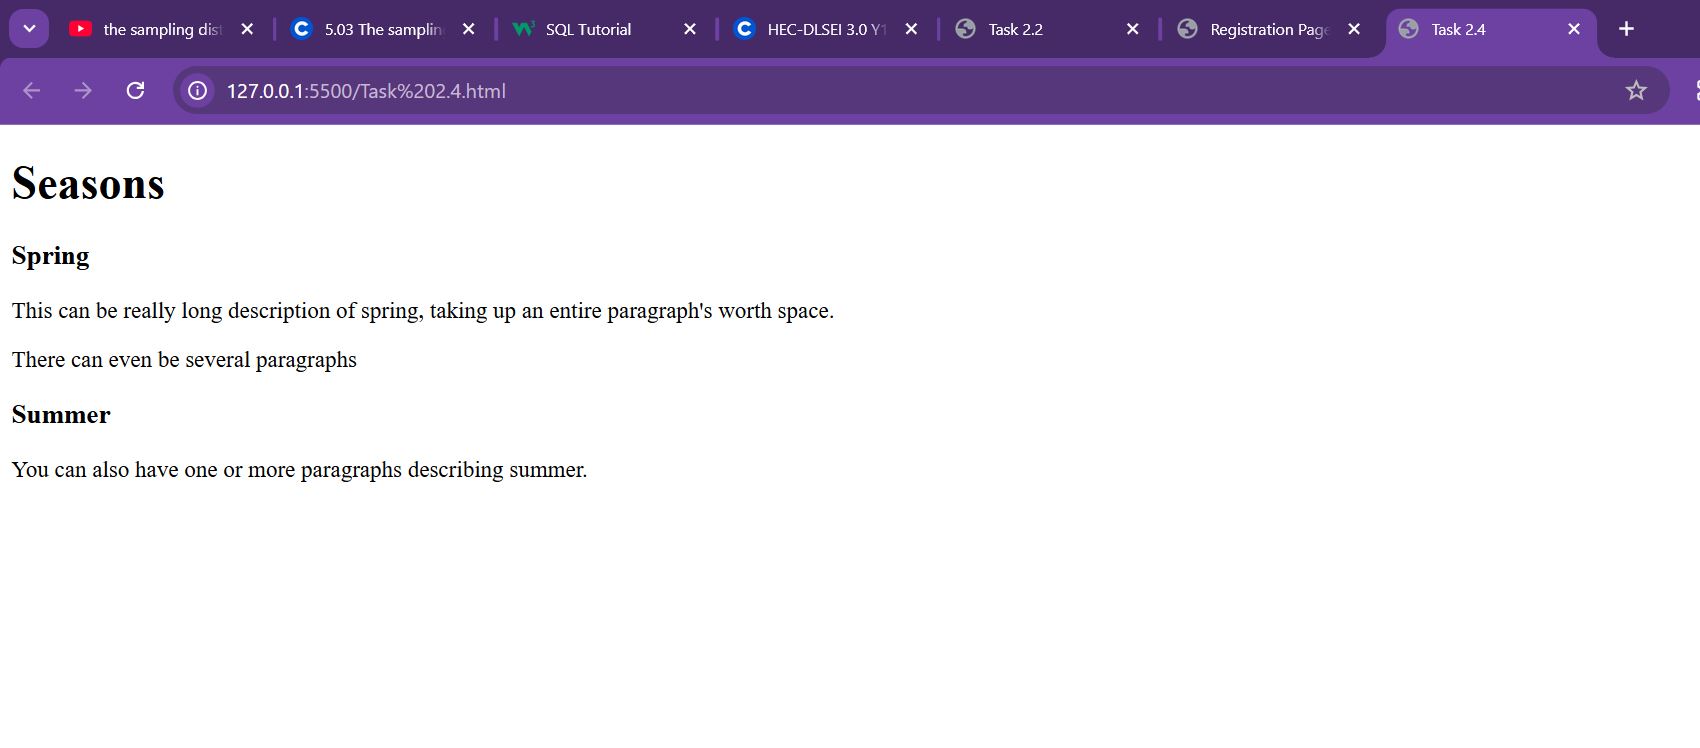 the sampling dist
5.03 The samplin
SQL Tutorial
HEC-DLSEI 3.0 Y1
Task 2.2
Registration Page
Task 2.4
127.0.0.1:5500/Task%202.4.html
Seasons
Spring
This can be really long description of spring, taking up an entire paragraph's worth space.
There can even be several paragraphs
Summer
You can also have one or more paragraphs describing summer.